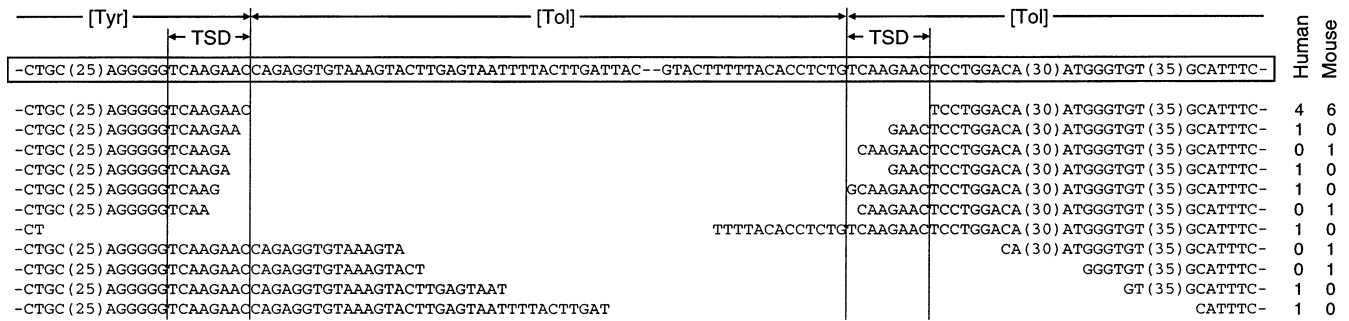 [Tyr] [Tol] [Tol]
TSD TSD
Human Mouse
-CTGC(25)AGGGGGTCAAGAACCAGAGGTGTAAAGTACTTGAGTAATTTTACTTGATTAC--GTACTTTTTACACCTCTGTCAAGAACTCCTGGACA(30)ATGGGTGT(35)GCATTTC-
-CTGC(25)AGGGGGTCAAGAAC TCCTGGACA(30)ATGGGTGT(35)GCATTTC- 4 6
-CTGC(25)AGGGGGTCAAGAA GAACTCCTGGACA(30)ATGGGTGT(35)GCATTTC- 1 0
-CTGC(25)AGGGGGTCAAGA CAAGAACTCCTGGACA(30)ATGGGTGT(35)GCATTTC- 0 1
-CTGC(25)AGGGGGTCAAGA GAACTCCTGGACA(30)ATGGGTGT(35)GCATTTC- 1 0
-CTGC(25)AGGGGGTCAAG GCAAGAACTCCTGGACA(30)ATGGGTGT(35)GCATTTC- 1 0
-CTGC(25)AGGGGGTCAA CAAGAACTCCTGGACA(30)ATGGGTGT(35)GCATTTC- 0 1
-CT TTTTACACCTCTGTCAAGAACTCCTGGACA(30)ATGGGTGT(35)GCATTTC- 1 0
-CTGC(25)AGGGGGTCAAGAACCAGAGGTGTAAAGTA CA(30)ATGGGTGT(35)GCATTTC- 0 1
-CTGC(25)AGGGGGTCAAGAACCAGAGGTGTAAAGTACT GGGTGT(35)GCATTTC- 0 1
-CTGC(25)AGGGGGTCAAGAACCAGAGGTGTAAAGTACTTGAGTAAT GT(35)GCATTTC- 1 0
-CTGC(25)AGGGGGTCAAGAACCAGAGGTGTAAAGTACTTGAGTAATTTTACTTGAT CATTTC- 1 0